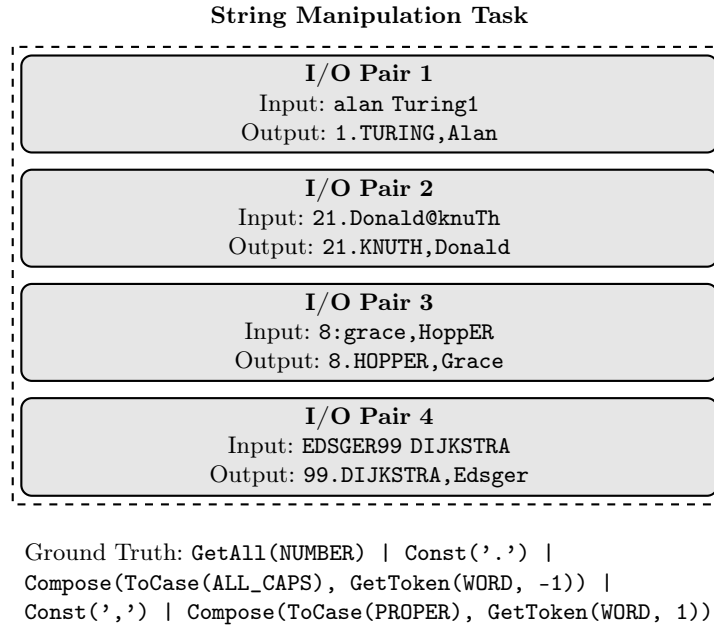 String Manipulation Task
I/O Pair 1
Input: alan Turing1
Output: 1.TURING,Alan
I/O Pair 2
Input: 21.Donald@knuTh
Output: 21.KNUTH,Donald
I/O Pair 3
Input: 8:grace,HoppER
Output: 8.HOPPER,Grace
I/O Pair 4
Input: EDSGER99 DIJKSTRA
Output: 99.DIJKSTRA,Edsger
Ground Truth: GetAll(NUMBER) | Const('.') |
Compose(ToCase(ALL_CAPS), GetToken(WORD, -1)) |
Const(',') | Compose(ToCase(PROPER), GetToken(WORD, 1))